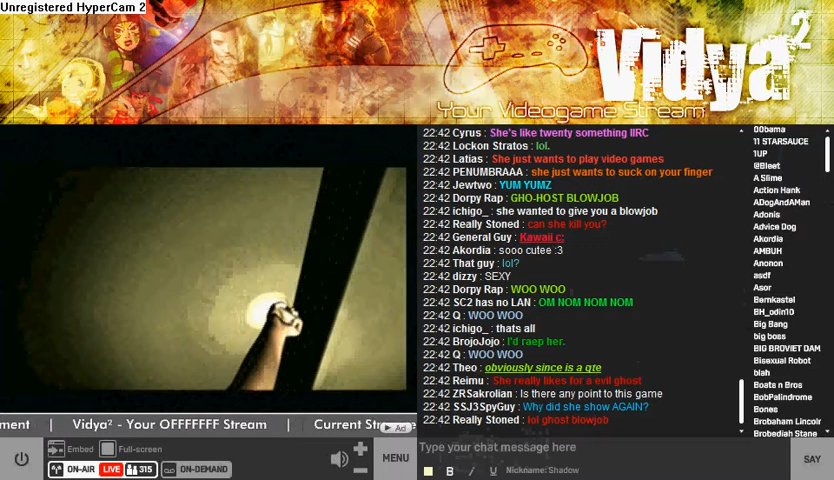 Unregistered HyperCam 2
Vidya²
Your Videogame Stream
22:42 Cyrus : She's like twenty something IIRC
22:42 Lockon Stratos : lol.
22:42 Latias : She just wants to play video games
22:42 PENUMBRAAA : she just wants to suck on your finger
22:42 Jewtwo : YUM YUMZ
22:42 Dorpy Rap : GHO-HOST BLOWJOB
22:42 ichigo_ : she wanted to give you a blowjob
22:42 Really Stoned : can she kill you?
22:42 General Guy : Kawaii c:
22:42 Akordia : sooo cutee :3
22:42 That guy : lol?
22:42 dizzy : SEXY
22:42 Dorpy Rap : WOO WOO
22:42 SC2 has no LAN : OM NOM NOM NOM
22:42 Q : WOO WOO
22:42 ichigo_ : thats all
22:42 BrojoJojo : I'd raep her.
22:42 Q : WOO WOO
22:42 Theo : obviously since is a qte
22:42 Reimu : She really likes for a evil ghost
22:42 ZRSakrolian : Is there any point to this game
22:42 SSJ3SpyGuy : Why did she show AGAIN?
22:42 Really Stoned : lol ghost blowjob
00bama
11 STARSAUCE
1UP
@Bleet
A Slime
Action Hank
ADogAndAMan
Adonis
Advice Dog
Akordia
AMBUH
Anonon
asdf
Asor
Bernkastel
BH_odin10
Big Bang
big boss
BIG BROVIET DAM
Bisexual Robot
blah
Boats n Bros
BobPalindrome
Bones
Brobaham Lincoln
Brobediah Stane
ment | Vidya² - Your OFFFFFFF Stream | Current Str
Ad
Embed
Full-screen
ON-AIR LIVE 315 ON-DEMAND
MENU
Type your chat message here
B / U Nickname: Shadow
SAY